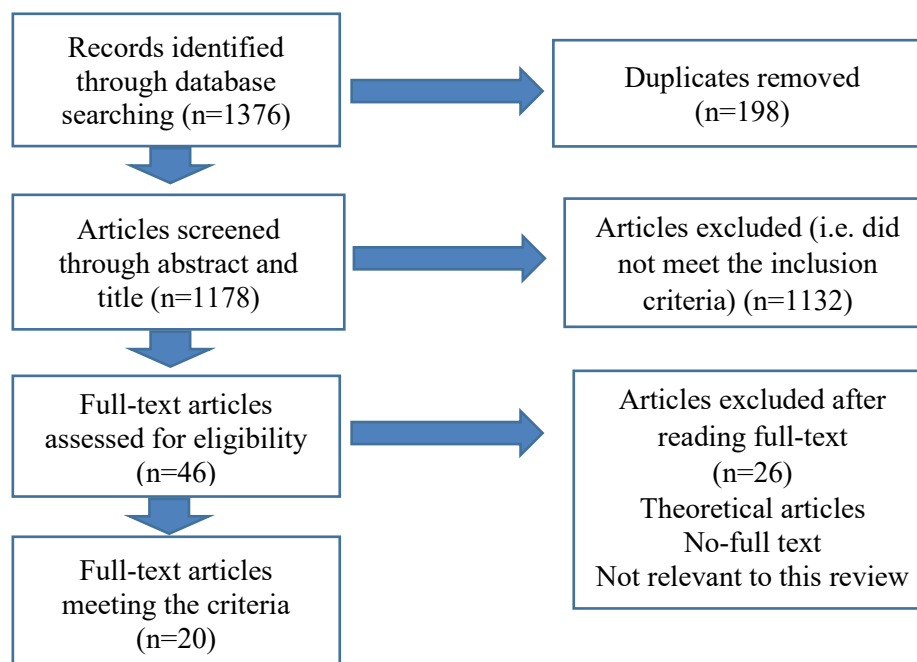 Records identified
through database
searching (n=1376)
Duplicates removed
(n=198)
Articles screened
through abstract and
title (n=1178)
Articles excluded (i.e. did
not meet the inclusion
criteria) (n=1132)
Full-text articles
assessed for eligibility
(n=46)
Articles excluded after
reading full-text
(n=26)
Theoretical articles
No-full text
Not relevant to this review
Full-text articles
meeting the criteria
(n=20)